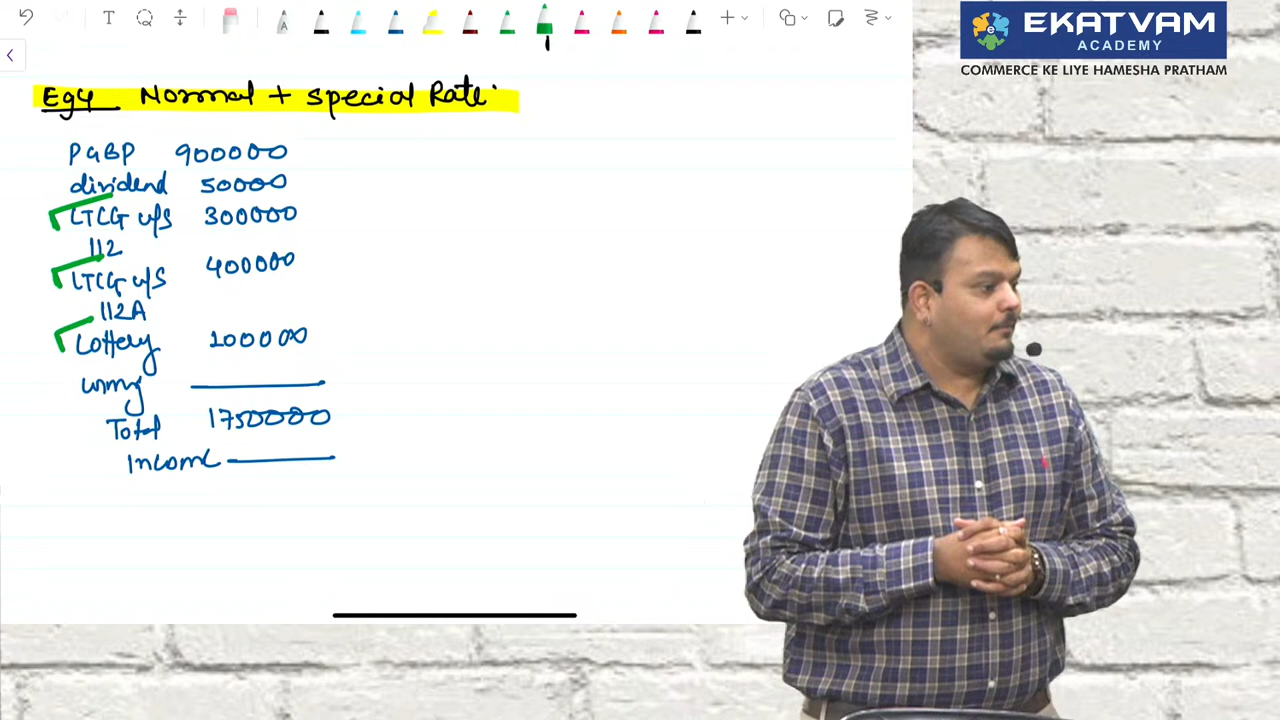 EKATVAM
ACADEMY
COMMERCE KE LIYE HAMESHA PRATHAM
Eg4 Normal + Special Rate
PGBP 900000
dividend 50000
LTCG u/s 300000
112
LTCG u/s 400000
112A
Lottery 100000
Total 1750000
Income